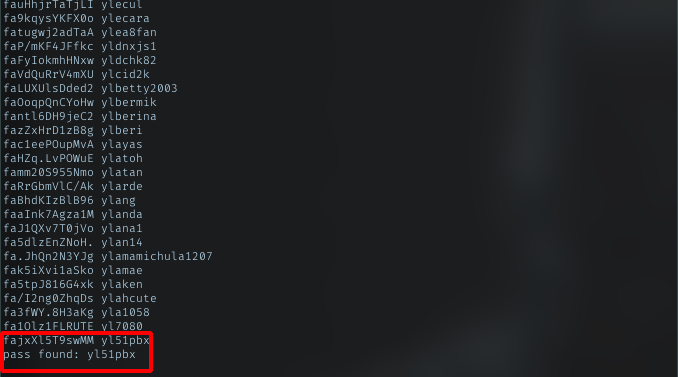 fauHhjrTaTjLI ylecul
fa9kqysYKFX0o ylecara
fatugwj2adTaA ylea8fan
faP/mKF4JFfkc yldnxjs1
faFyIokmhHNxw yldchk82
faVdQuRrV4mXU ylcid2k
faLUXUlsDded2 ylbetty2003
faOoqpQnCYoHw ylbermik
fantl6DH9jeC2 ylberina
fazZxHrD1zB8g ylberi
fac1eePOupMvA ylayas
faHZq.LvPOWuE ylatoh
famm20S955Nmo ylatan
faRrGbmVlC/Ak ylarde
faBhdKIzBlB96 ylang
faaInk7Agza1M ylanda
faJ1QXv7T0jVo ylana1
fa5dlzEnZNoH. ylan14
fa.JhQn2N3YJg ylamamichula1207
fak5iXvi1aSko ylamae
fa5tpJ816G4xk ylaken
fa/I2ng0ZhqDs ylahcute
fa3fWY.8H3aKg yla1058
fa1Olz1FLRUTE yl7080
fajxXl5T9swMM yl51pbx
pass found: yl51pbx